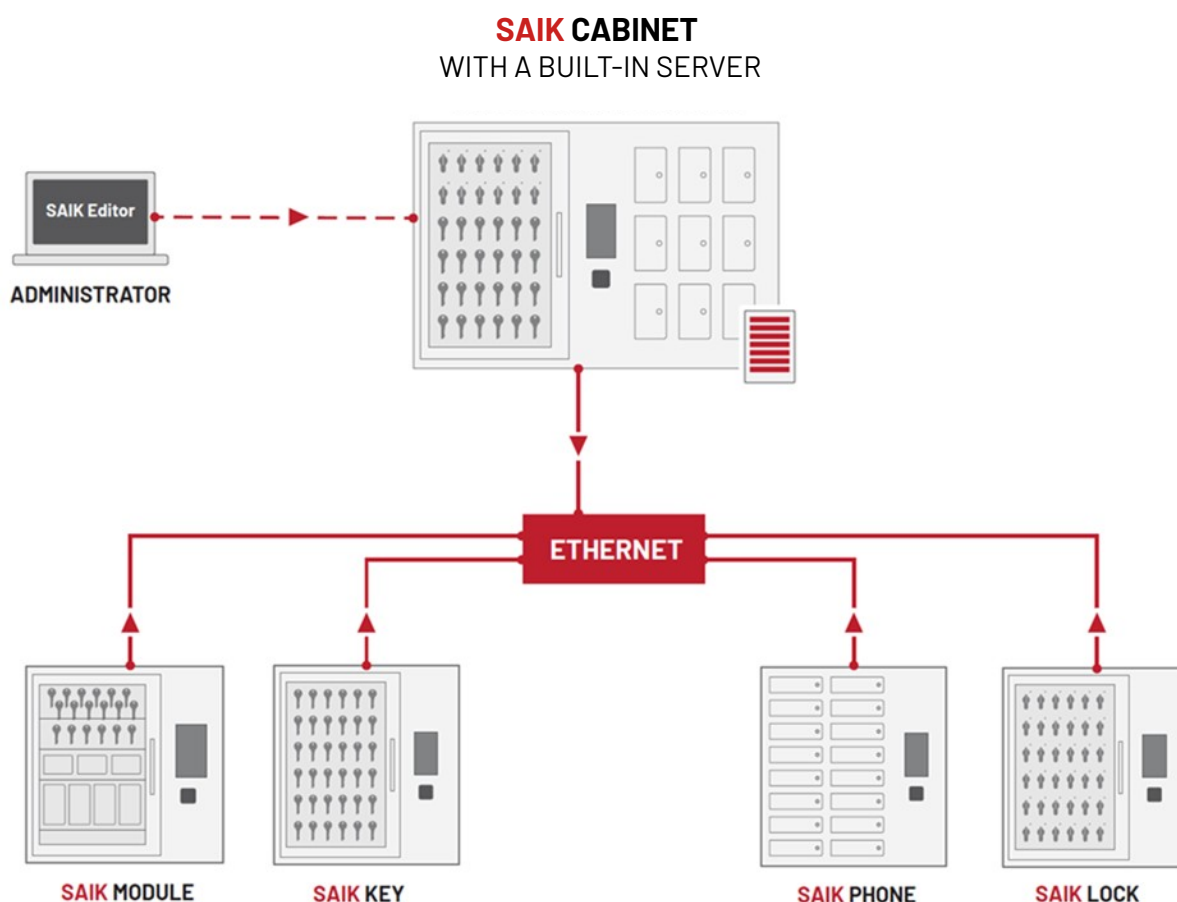 SAIK CABINET
WITH A BUILT-IN SERVER
SAIK Editor
ADMINISTRATOR
ETHERNET
SAIK MODULE
SAIK KEY
SAIK PHONE
SAIK LOCK